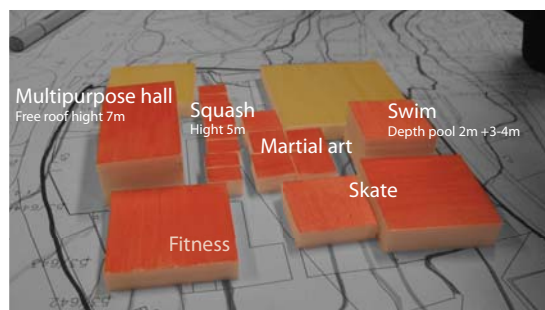 Multipurpose hall
Free roof hight 7m
Squash
Hight 5m
Swim
Depth pool 2m +3-4m
Martial art
Skate
Fitness